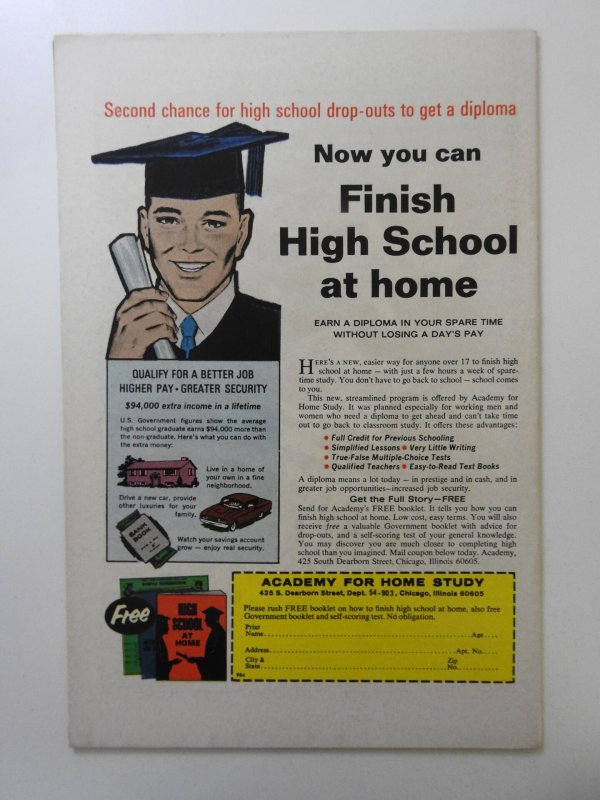 Second chance for high school drop-outs to get a diploma
Now you can
Finish
High School
at home
EARN A DIPLOMA IN YOUR SPARE TIME
WITHOUT LOSING A DAY'S PAY
QUALIFY FOR A BETTER JOB
HIGHER PAY • GREATER SECURITY
$94,000 extra income in a lifetime
U.S. Government figures show the average
high school graduate earns $94,000 more than
the non-graduate. Here's what you can do with
the extra money:
Live in a home of
your own in a fine
neighborhood.
Drive a new car, provide
other luxuries for your
family.
BANK
BOOK
Watch your savings account
grow — enjoy real security.
HERE'S A NEW, easier way for anyone over 17 to finish high
school at home — with just a few hours a week of spare-
time study. You don't have to go back to school — school comes
to you.
This new, streamlined program is offered by Academy for
Home Study. It was planned especially for working men and
women who need a diploma to get ahead and can't take time
out to go back to classroom study. It offers these advantages:
• Full Credit for Previous Schooling
• Simplified Lessons • Very Little Writing
• True-False Multiple-Choice Tests
• Qualified Teachers • Easy-to-Read Text Books
A diploma means a lot today — in prestige and in cash, and in
greater job opportunities—increased job security.
Get the Full Story—FREE
Send for Academy's FREE booklet. It tells you how you can
finish high school at home. Low cost, easy terms. You will also
receive free a valuable Government booklet with advice for
drop-outs, and a self-scoring test of your general knowledge.
You may discover you are much closer to completing high
school than you imagined. Mail coupon below today. Academy,
425 South Dearborn Street, Chicago, Illinois 60605.
Free
HIGH
SCHOOL
AT
HOME
ACADEMY FOR HOME STUDY
425 S. Dearborn Street, Dept. 54-903, Chicago, Illinois 60605
Please rush FREE booklet on how to finish high school at home, also free
Government booklet and self-scoring test. No obligation.
Print
Name Age
Address Apt. No.
City & Zip
State No.